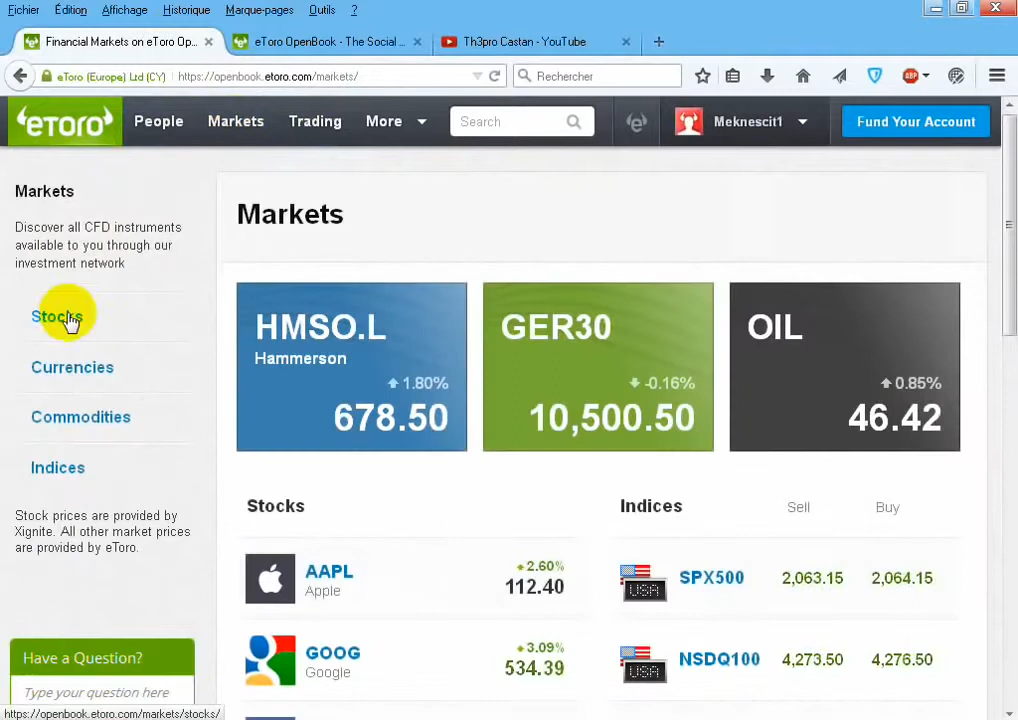 Fichier Édition Affichage Historique Marque-pages Outils ?
Financial Markets on eToro Op... eToro OpenBook - The Social ... Th3pro Castan - YouTube
eToro (Europe) Ltd (CY) https://openbook.etoro.com/markets/ Rechercher ABP
eToro People Markets Trading More Search Meknescit1 Fund Your Account
Markets
Discover all CFD instruments
available to you through our
investment network
Stocks
Currencies
Commodities
Indices
Stock prices are provided by
Xignite. All other market prices
are provided by eToro.
Have a Question?
Type your question here
https://openbook.etoro.com/markets/stocks/
Markets
HMSO.L
Hammerson
1.80%
678.50
GER30
-0.16%
10,500.50
OIL
0.85%
46.42
Stocks
AAPL 2.60%
Apple 112.40
GOOG 3.09%
Google 534.39
Indices Sell Buy
USA SPX500 2,063.15 2,064.15
USA NSDQ100 4,273.50 4,276.50